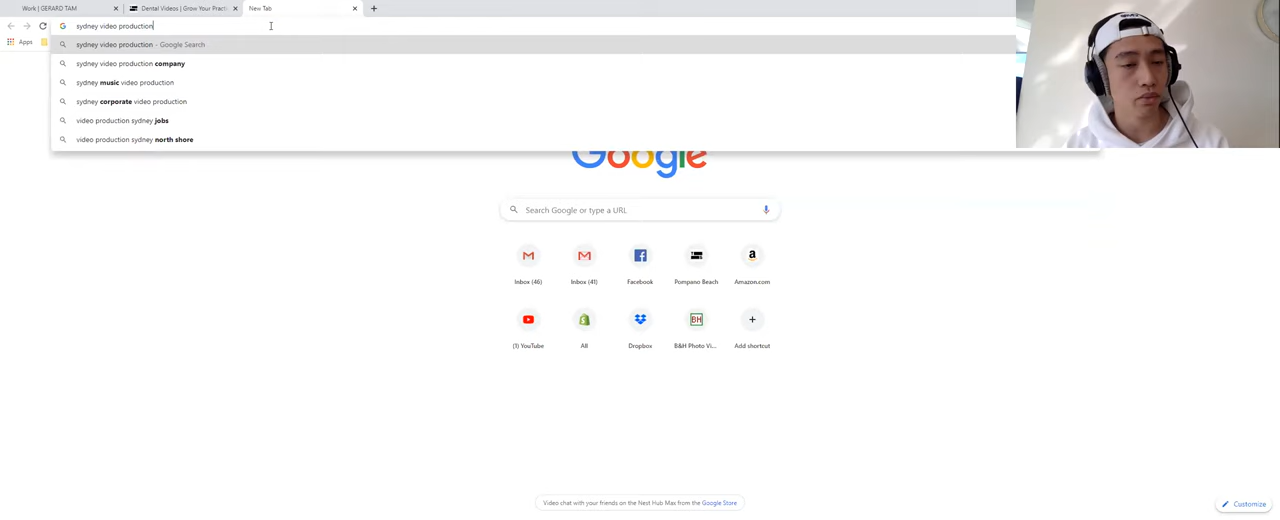 Work | GERARD TAM
Dental Videos | Grow Your Practi
New Tab
sydney video production
Apps
sydney video production - Google Search
sydney video production company
sydney music video production
sydney corporate video production
video production sydney jobs
video production sydney north shore
Google
Search Google or type a URL
Inbox (46)
Inbox (41)
Facebook
Pompano Beach
Amazon.com
(1) YouTube
All
Dropbox
BH
B&H Photo Vi...
Add shortcut
Video chat with your friends on the Nest Hub Max from the Google Store
Customize